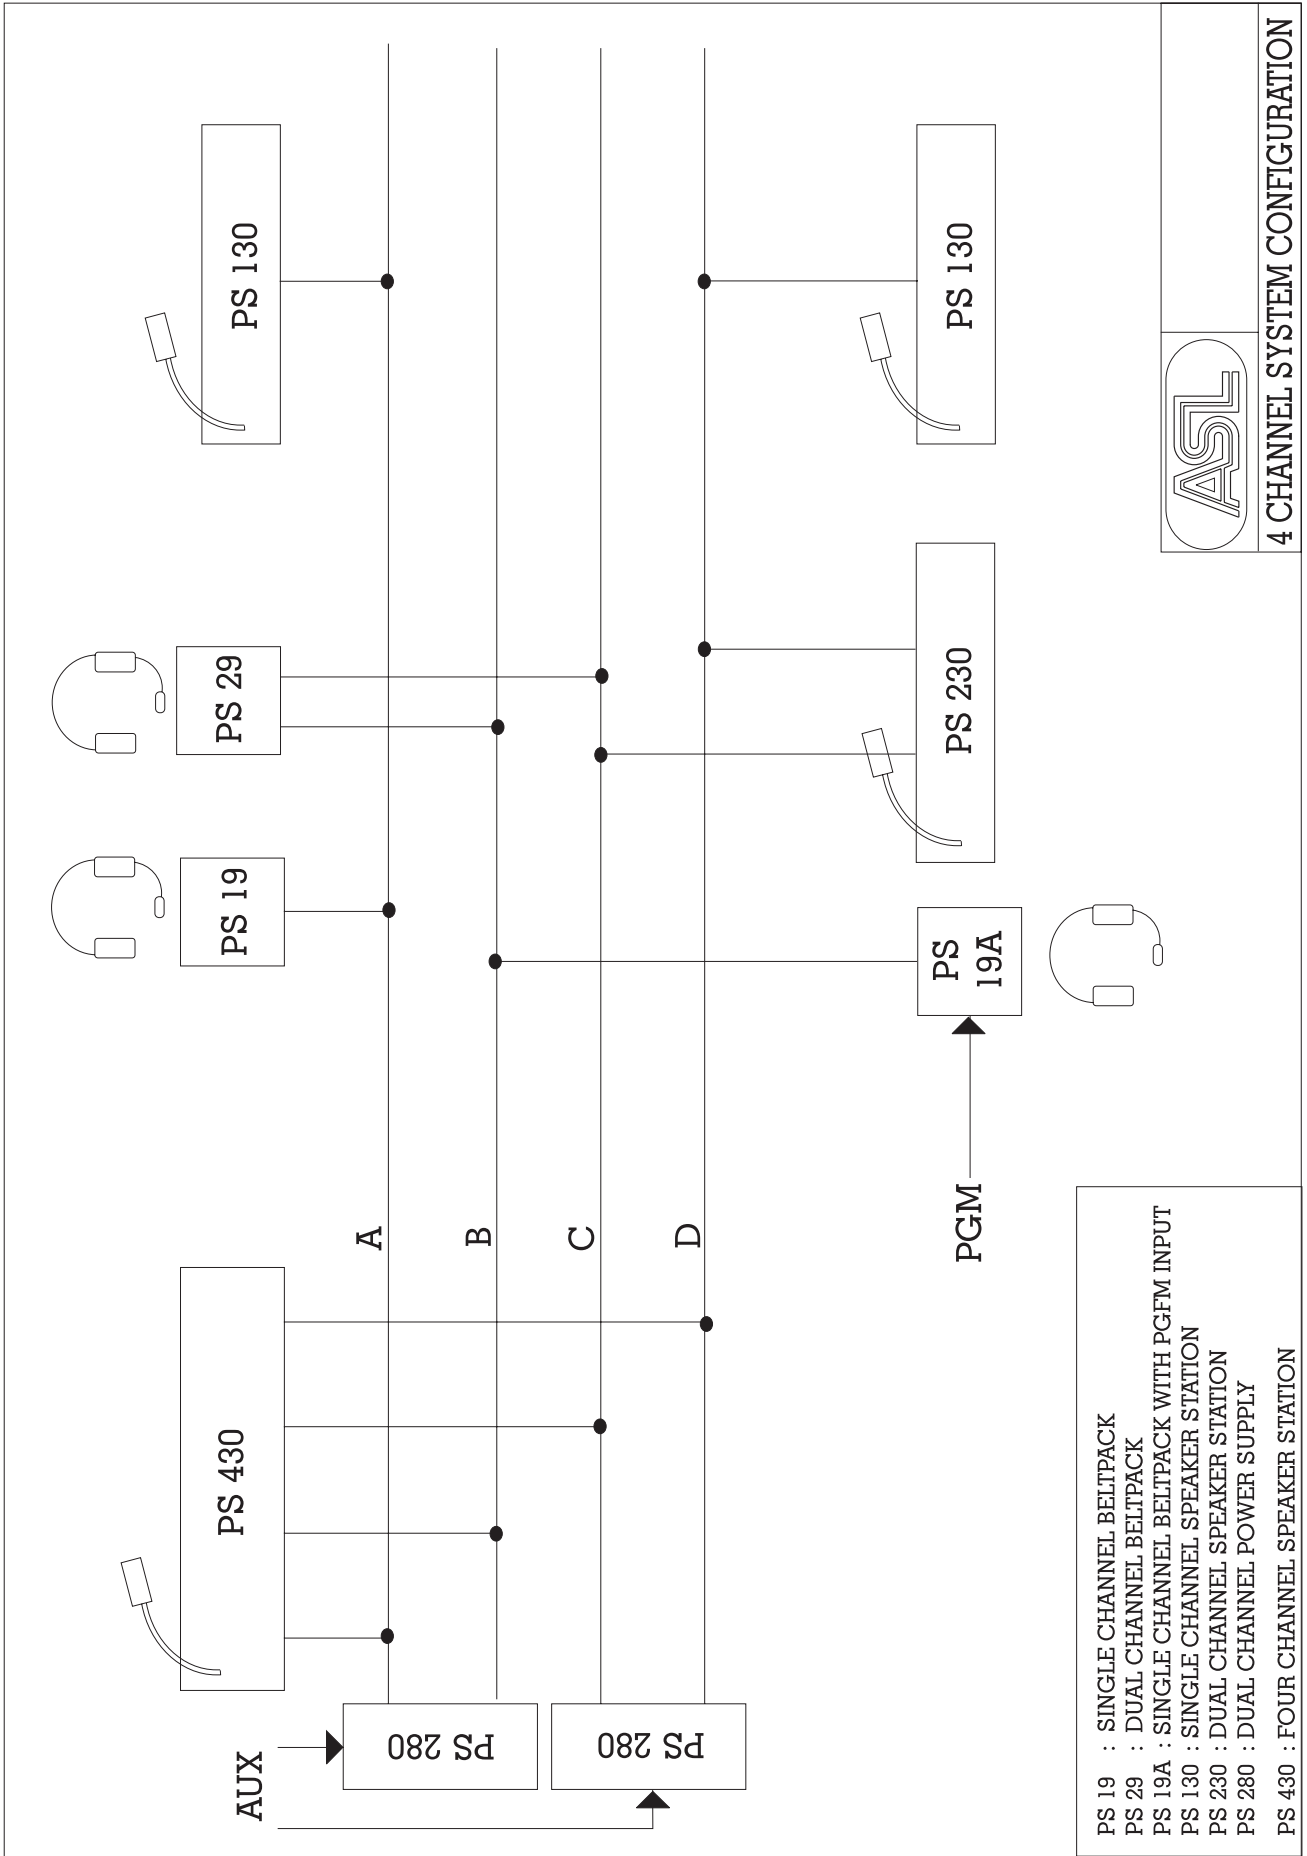 AUX
PS 280
PS 280
PS 430
A
B
C
D
PS 19
PS 29
PS 130
PGM
PS
19A
PS 230
PS 130
PS 19 : SINGLE CHANNEL BELTPACK
PS 29 : DUAL CHANNEL BELTPACK
PS 19A : SINGLE CHANNEL BELTPACK WITH PGFM INPUT
PS 130 : SINGLE CHANNEL SPEAKER STATION
PS 230 : DUAL CHANNEL SPEAKER STATION
PS 280 : DUAL CHANNEL POWER SUPPLY
PS 430 : FOUR CHANNEL SPEAKER STATION
ASL
4 CHANNEL SYSTEM CONFIGURATION